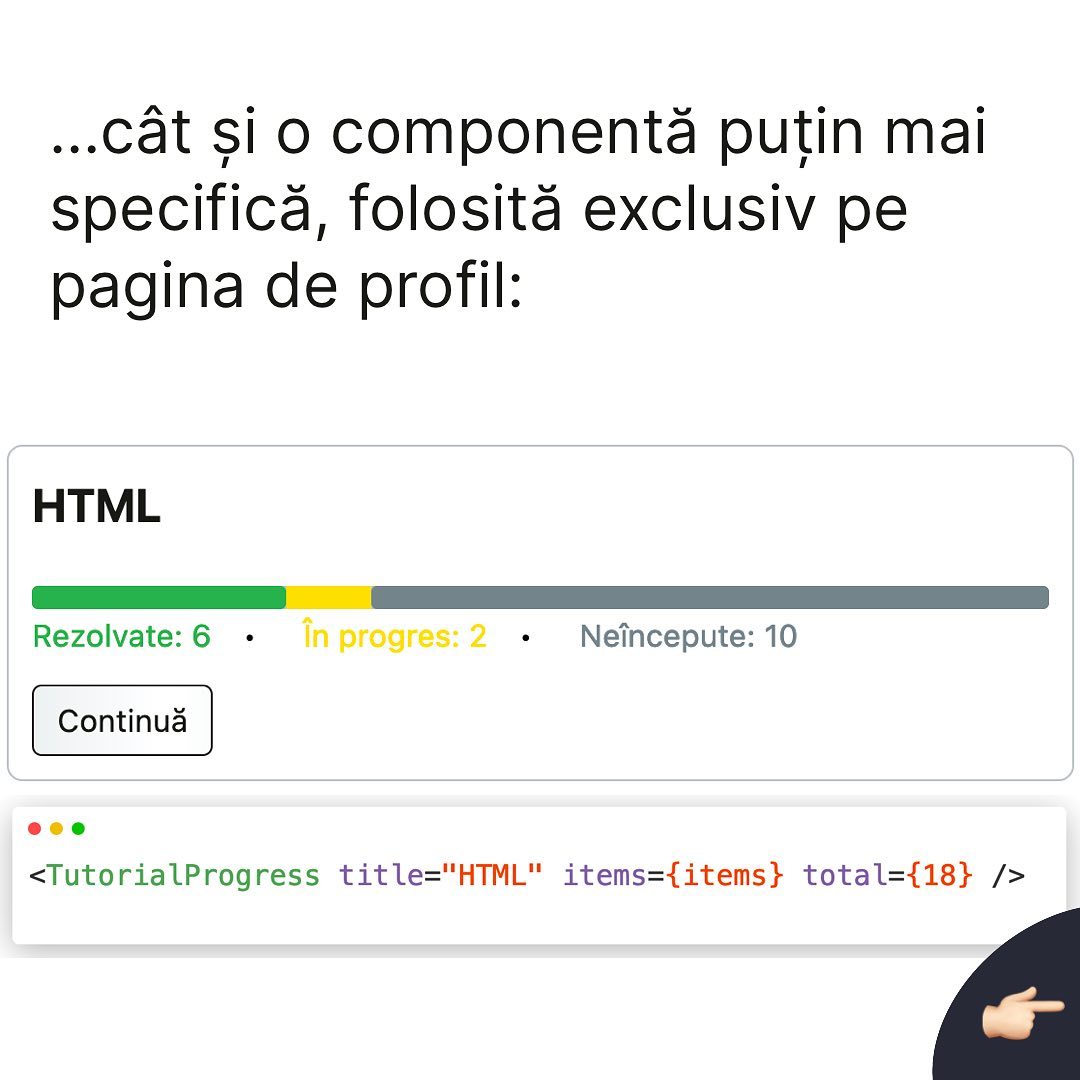 ...cât și o componentă puțin mai
specifică, folosită exclusiv pe
pagina de profil:
HTML
Rezolvate: 6 • În progres: 2 • Neîncepute: 10
Continuă
<TutorialProgress title="HTML" items={items} total={18} />